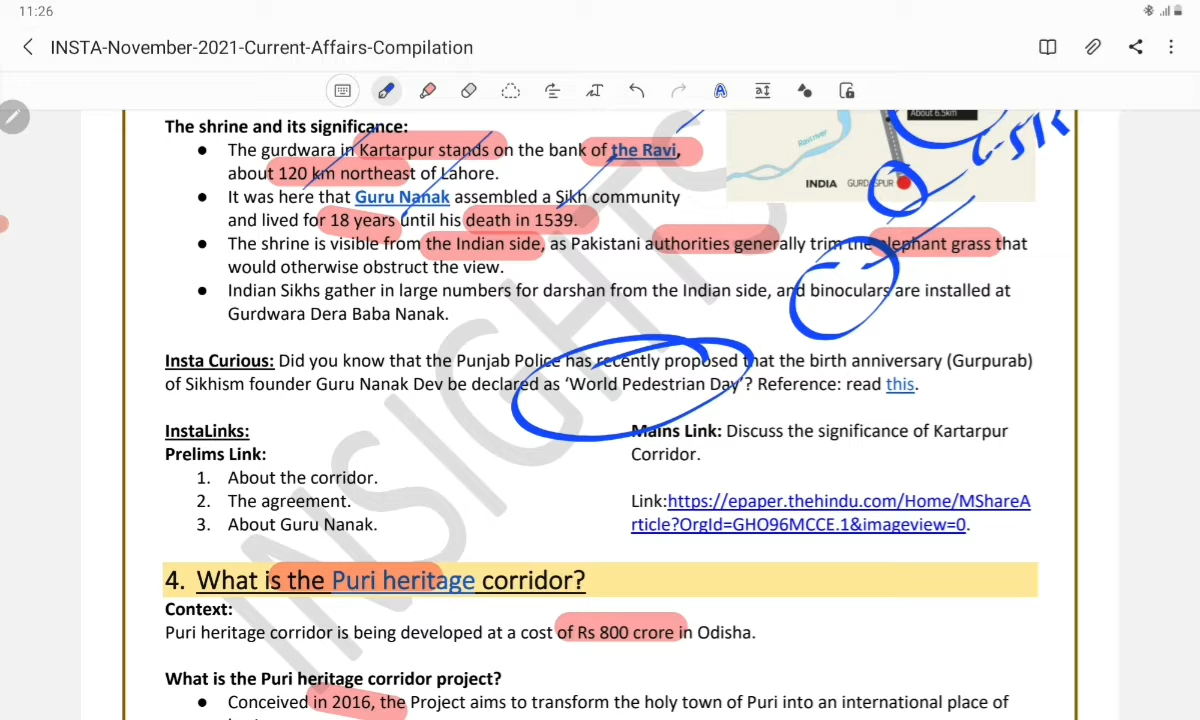 11:26
INSTA-November-2021-Current-Affairs-Compilation
About 6.5km
Ravi river
INDIA GURDASPUR
The shrine and its significance:
● The gurdwara in Kartarpur stands on the bank of the Ravi,
about 120 km northeast of Lahore.
● It was here that Guru Nanak assembled a Sikh community
and lived for 18 years until his death in 1539.
● The shrine is visible from the Indian side, as Pakistani authorities generally trim the elephant grass that
would otherwise obstruct the view.
● Indian Sikhs gather in large numbers for darshan from the Indian side, and binoculars are installed at
Gurdwara Dera Baba Nanak.
Insta Curious: Did you know that the Punjab Police has recently proposed that the birth anniversary (Gurpurab)
of Sikhism founder Guru Nanak Dev be declared as ‘World Pedestrian Day’? Reference: read this.
InstaLinks:
Prelims Link:
1. About the corridor.
2. The agreement.
3. About Guru Nanak.
Mains Link: Discuss the significance of Kartarpur
Corridor.
Link:https://epaper.thehindu.com/Home/MShareA
rticle?OrgId=GHO96MCCE.1&imageview=0.
4. What is the Puri heritage corridor?
Context:
Puri heritage corridor is being developed at a cost of Rs 800 crore in Odisha.
What is the Puri heritage corridor project?
● Conceived in 2016, the Project aims to transform the holy town of Puri into an international place of
INSIGHTS